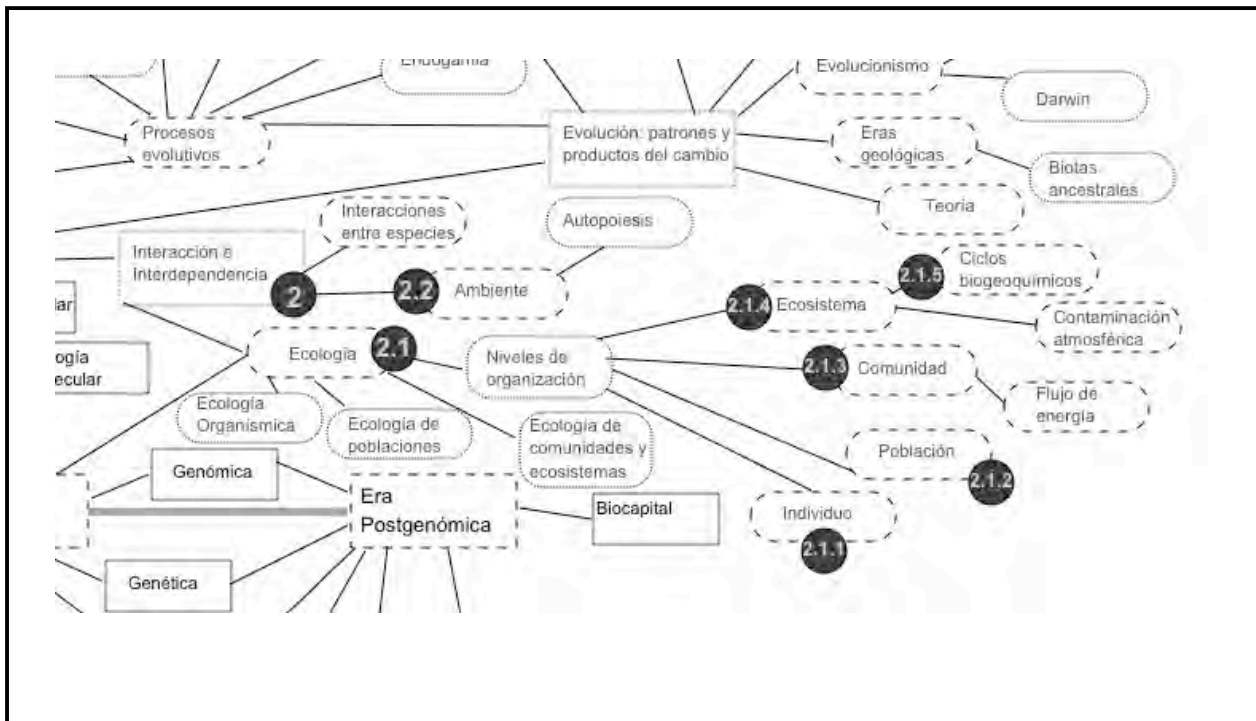 Endogamia
Evolucionismo
Darwin
Procesos
evolutivos
Evolución: patrones y
productos del cambio
Eras
geológicas
Biotas
ancestrales
Teoría
Interacciones
entre especies
Autopoiesis
Interacción e
Interdependencia
2
2.2
Ambiente
2.1.5
Ciclos
biogeoquímicos
2.1.4
Ecosistema
Contaminación
atmosférica
lar
ogía
ecular
Ecología
2.1
Niveles de
organización
2.1.3
Comunidad
Flujo de
energía
Ecología
Organísmica
Ecología de
poblaciones
Ecología de
comunidades y
ecosistemas
Población
2.1.2
Genómica
Era
Postgenómica
Biocapital
Individuo
2.1.1
Genética